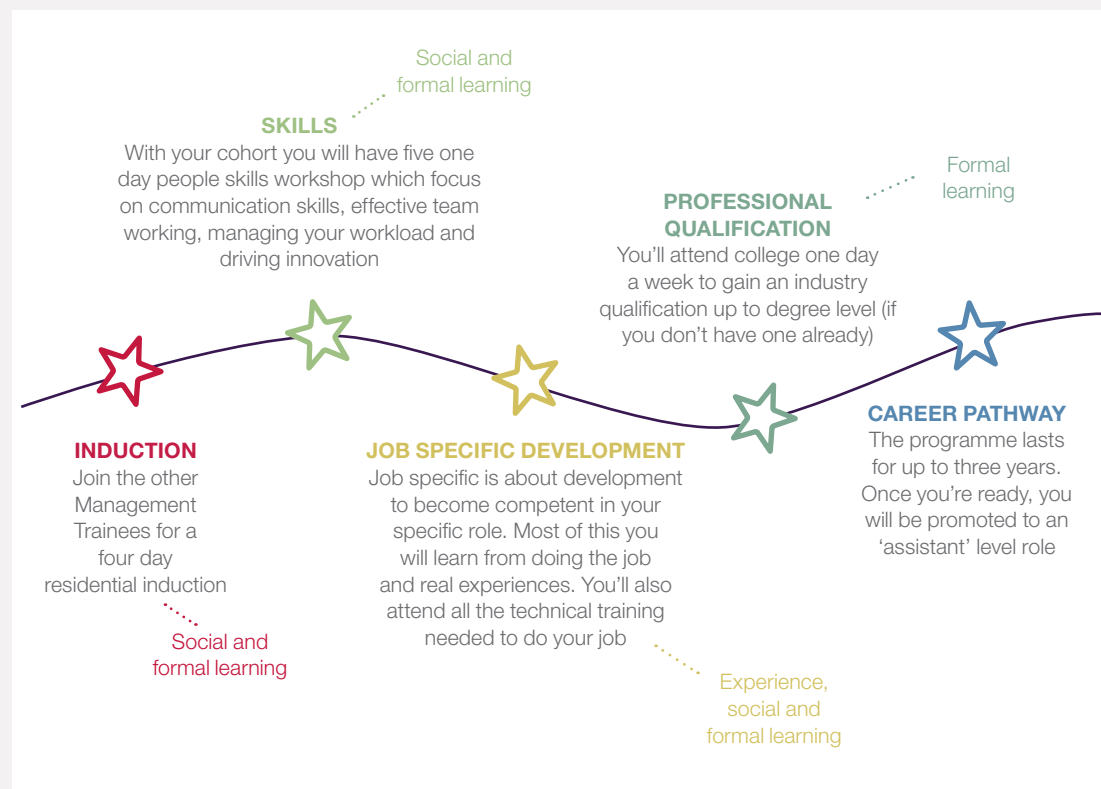 Social and
formal learning
SKILLS
With your cohort you will have five one
day people skills workshop which focus
on communication skills, effective team
working, managing your workload and
driving innovation
Formal
learning
PROFESSIONAL
QUALIFICATION
You’ll attend college one day
a week to gain an industry
qualification up to degree level (if
you don’t have one already)
INDUCTION
Join the other
Management
Trainees for a
four day
residential induction
Social and
formal learning
JOB SPECIFIC DEVELOPMENT
Job specific is about development
to become competent in your
specific role. Most of this you
will learn from doing the job
and real experiences. You’ll also
attend all the technical training
needed to do your job
Experience,
social and
formal learning
CAREER PATHWAY
The programme lasts
for up to three years.
Once you’re ready, you
will be promoted to an
‘assistant’ level role